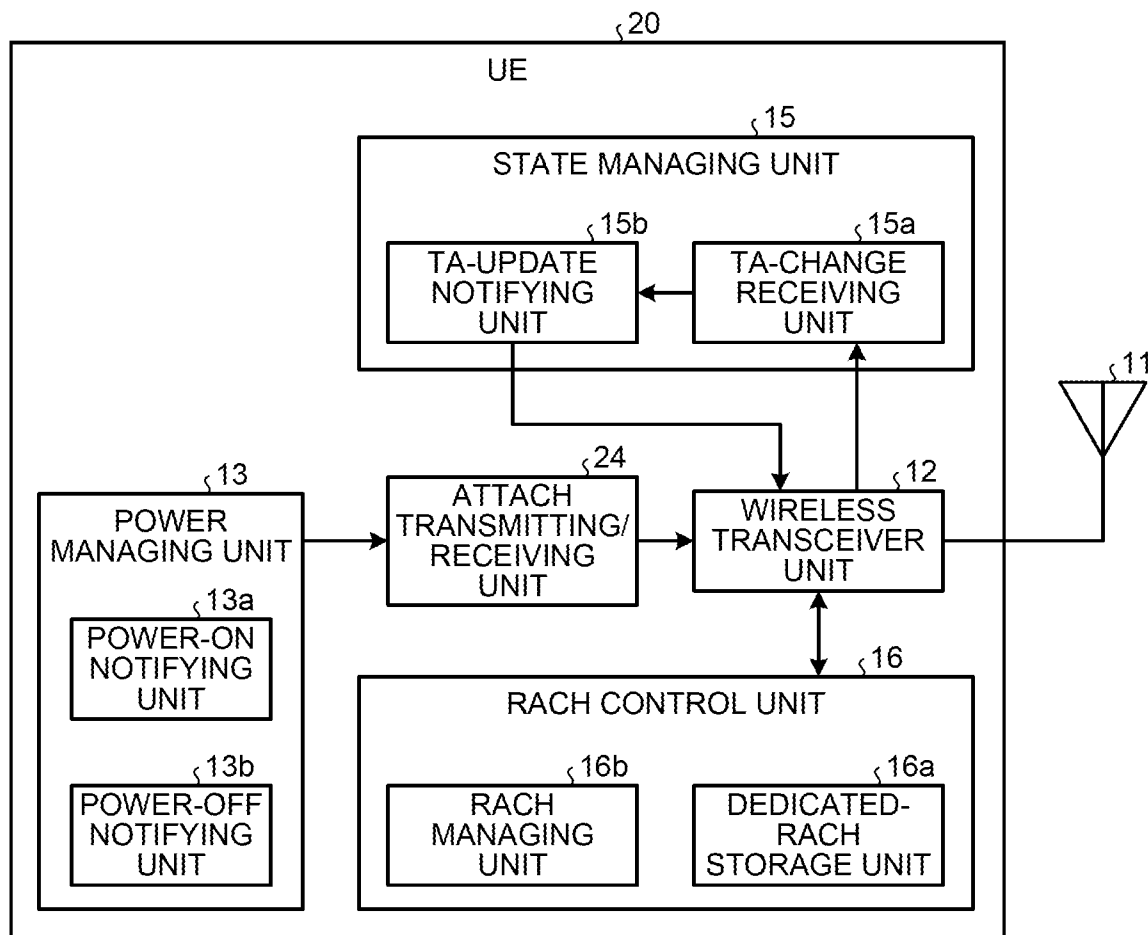 20
UE
15
STATE MANAGING UNIT
15b
TA-UPDATE
NOTIFYING
UNIT
15a
TA-CHANGE
RECEIVING
UNIT
11
13
POWER
MANAGING UNIT
24
ATTACH
TRANSMITTING/
RECEIVING
UNIT
12
WIRELESS
TRANSCEIVER
UNIT
13a
POWER-ON
NOTIFYING
UNIT
13b
POWER-OFF
NOTIFYING
UNIT
16
RACH CONTROL UNIT
16b
RACH
MANAGING
UNIT
16a
DEDICATED-
RACH
STORAGE UNIT